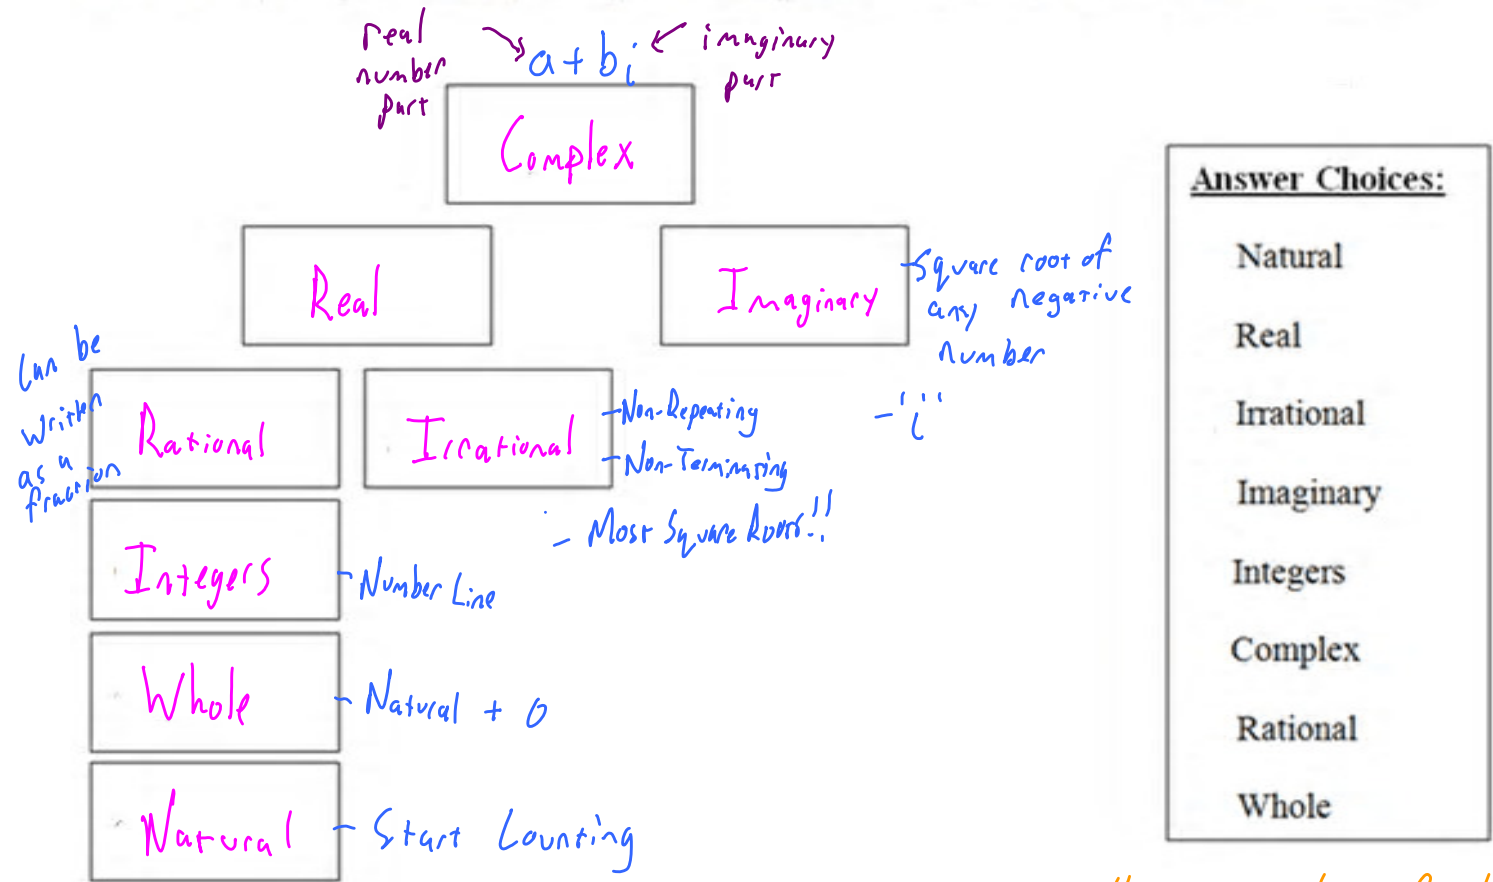 real
number
part
a+bi
imaginary
part
Complex
Real
Imaginary
- Square root of
any negative
number
- "i"
Can be
written
as a
fraction
Rational
Irrational
- Non-Repeating
- Non-Terminating
- Most Square Roots!!
Integers
- Number Line
Whole
- Natural + 0
Natural
- Start Counting
Answer Choices:
Natural
Real
Irrational
Imaginary
Integers
Complex
Rational
Whole